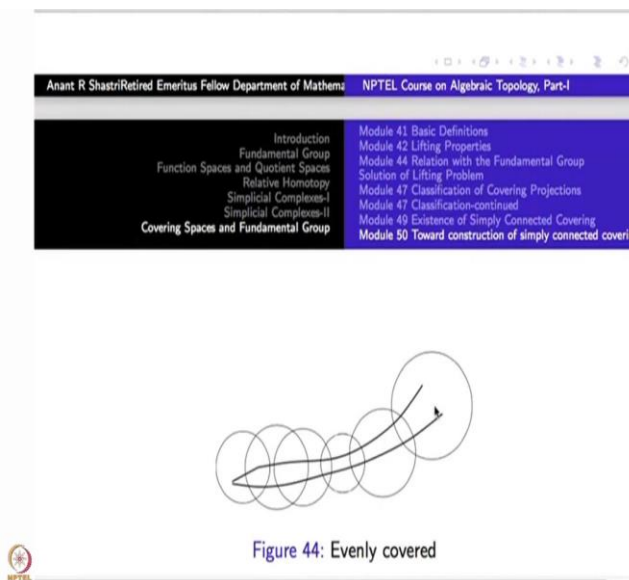 Anant R ShastriRetired Emeritus Fellow Department of Mathema
NPTEL Course on Algebraic Topology, Part-I
Introduction
Fundamental Group
Function Spaces and Quotient Spaces
Relative Homotopy
Simplicial Complexes-I
Simplicial Complexes-II
Covering Spaces and Fundamental Group
Module 41 Basic Definitions
Module 42 Lifting Properties
Module 44 Relation with the Fundamental Group
Solution of Lifting Problem
Module 47 Classification of Covering Projections
Module 47 Classification-continued
Module 49 Existence of Simply Connected Covering
Module 50 Toward construction of simply connected coveri
Figure 44: Evenly covered
NPTEL